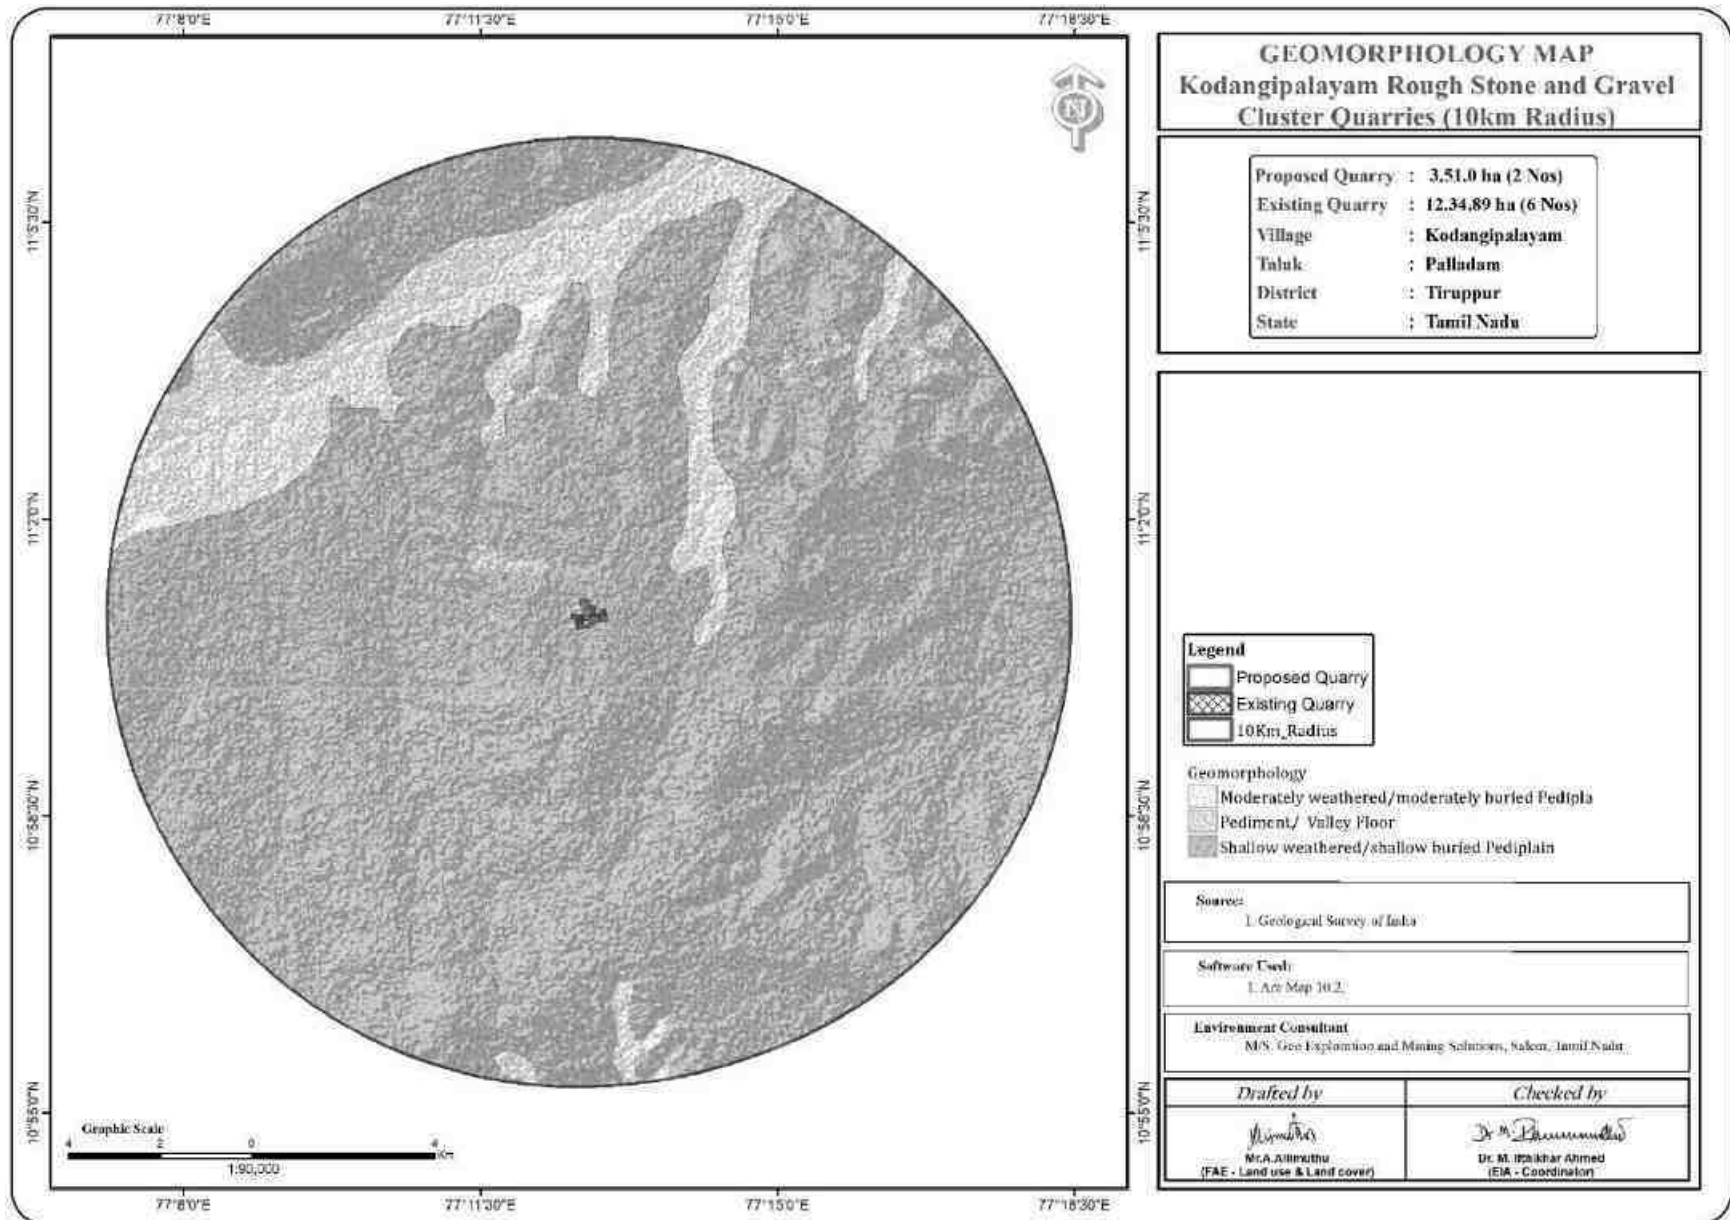 77°8'0"E 77°11'30"E 77°15'0"E 77°18'30"E
N
11°5'30"N 11°5'30"N
11°2'0"N 11°2'0"N
10°58'30"N 10°58'30"N
10°55'0"N 10°55'0"N
Graphic Scale
4 2 0 4
Km
1:90,000
77°8'0"E 77°11'30"E 77°15'0"E 77°18'30"E
GEOMORPHOLOGY MAP
Kodangipalayam Rough Stone and Gravel
Cluster Quarries (10km Radius)
Proposed Quarry : 3.51.0 ha (2 Nos)
Existing Quarry : 12.34.89 ha (6 Nos)
Village : Kodangipalayam
Taluk : Palladam
District : Tiruppur
State : Tamil Nadu
Legend
Proposed Quarry
Existing Quarry
10Km_Radius
Geomorphology
Moderately weathered/moderately buried Pedipla
Pediment/ Valley Floor
Shallow weathered/shallow buried Pediplain
Source:
1. Geological Survey of India
Software Used:
1. Arc Map 10.2,
Environment Consultant
M/S. Geo Exploration and Mining Solutions, Salem, Tamil Nadu
Drafted by Checked by
Dr M.
Mr.A.Allimuthu Dr. M. Ifthikhar Ahmed
(FAE - Land use & Land cover) (EIA - Coordinator)